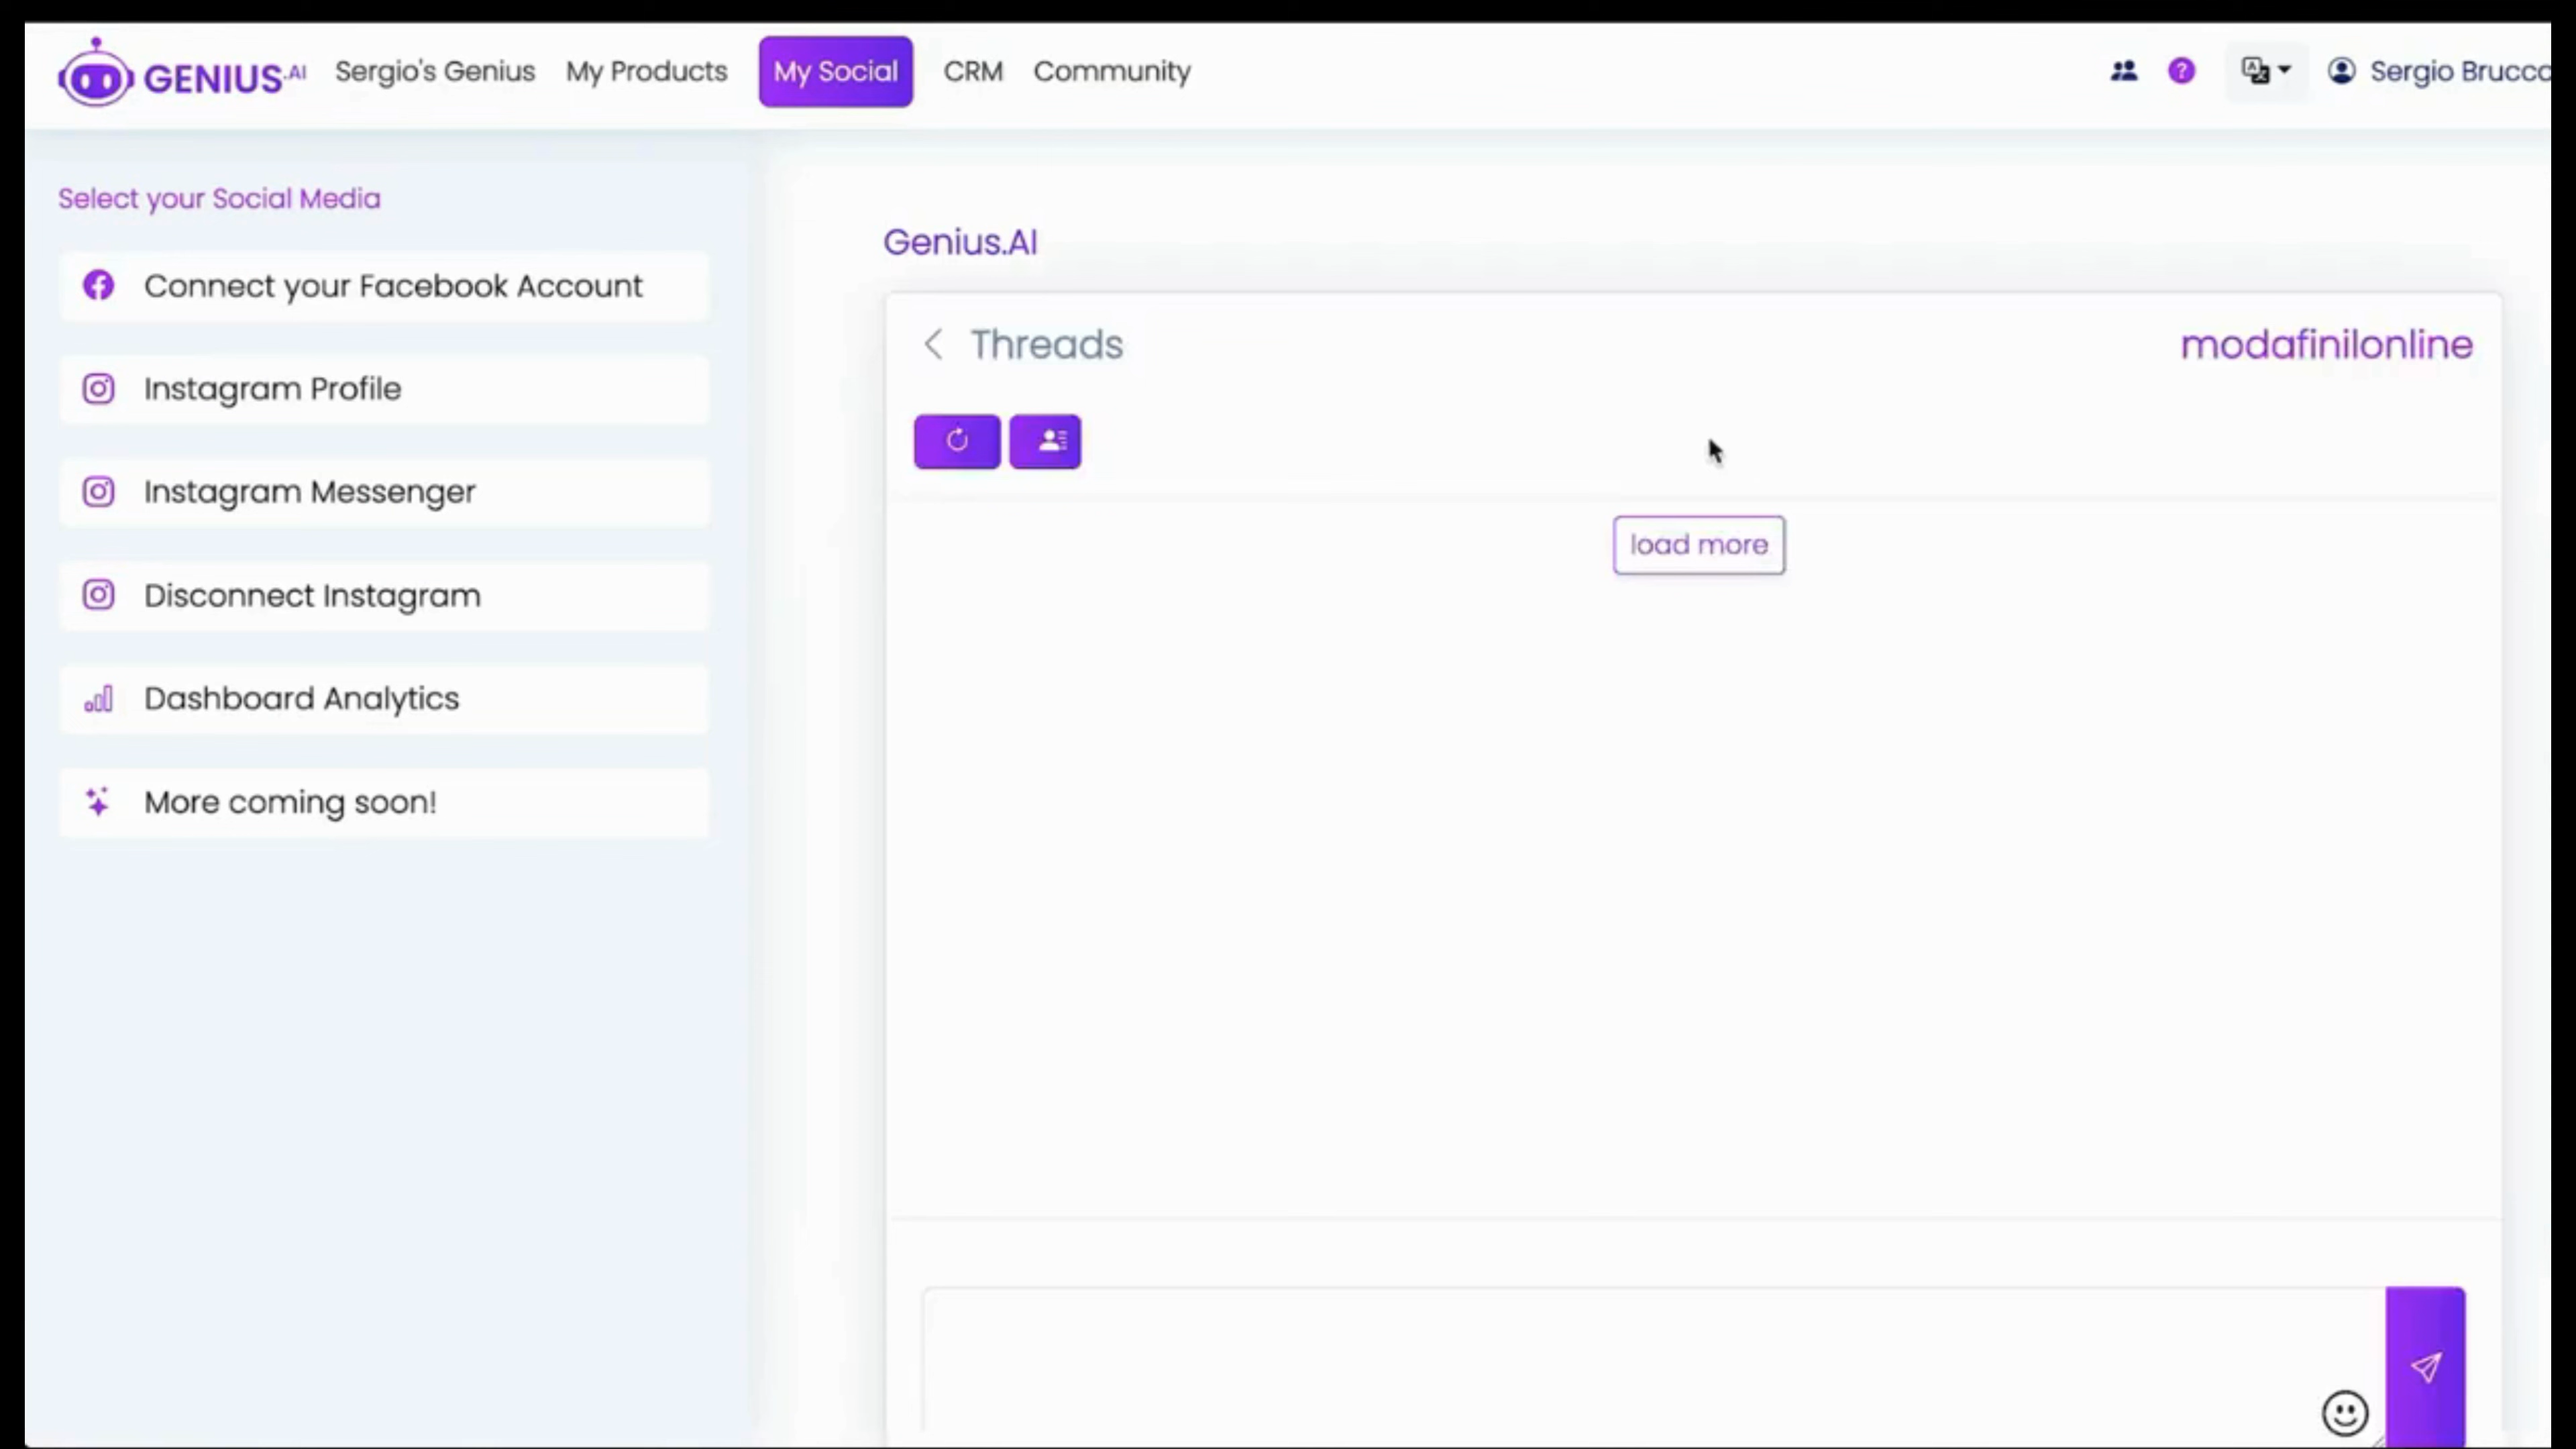 GENIUS.AI Sergio's Genius My Products My Social CRM Community Sergio
Select your Social Media
Connect your Facebook Account
Instagram Profile
Instagram Messenger
Disconnect Instagram
Dashboard Analytics
More coming soon!
Genius.AI
Threads modafinilonline
load more